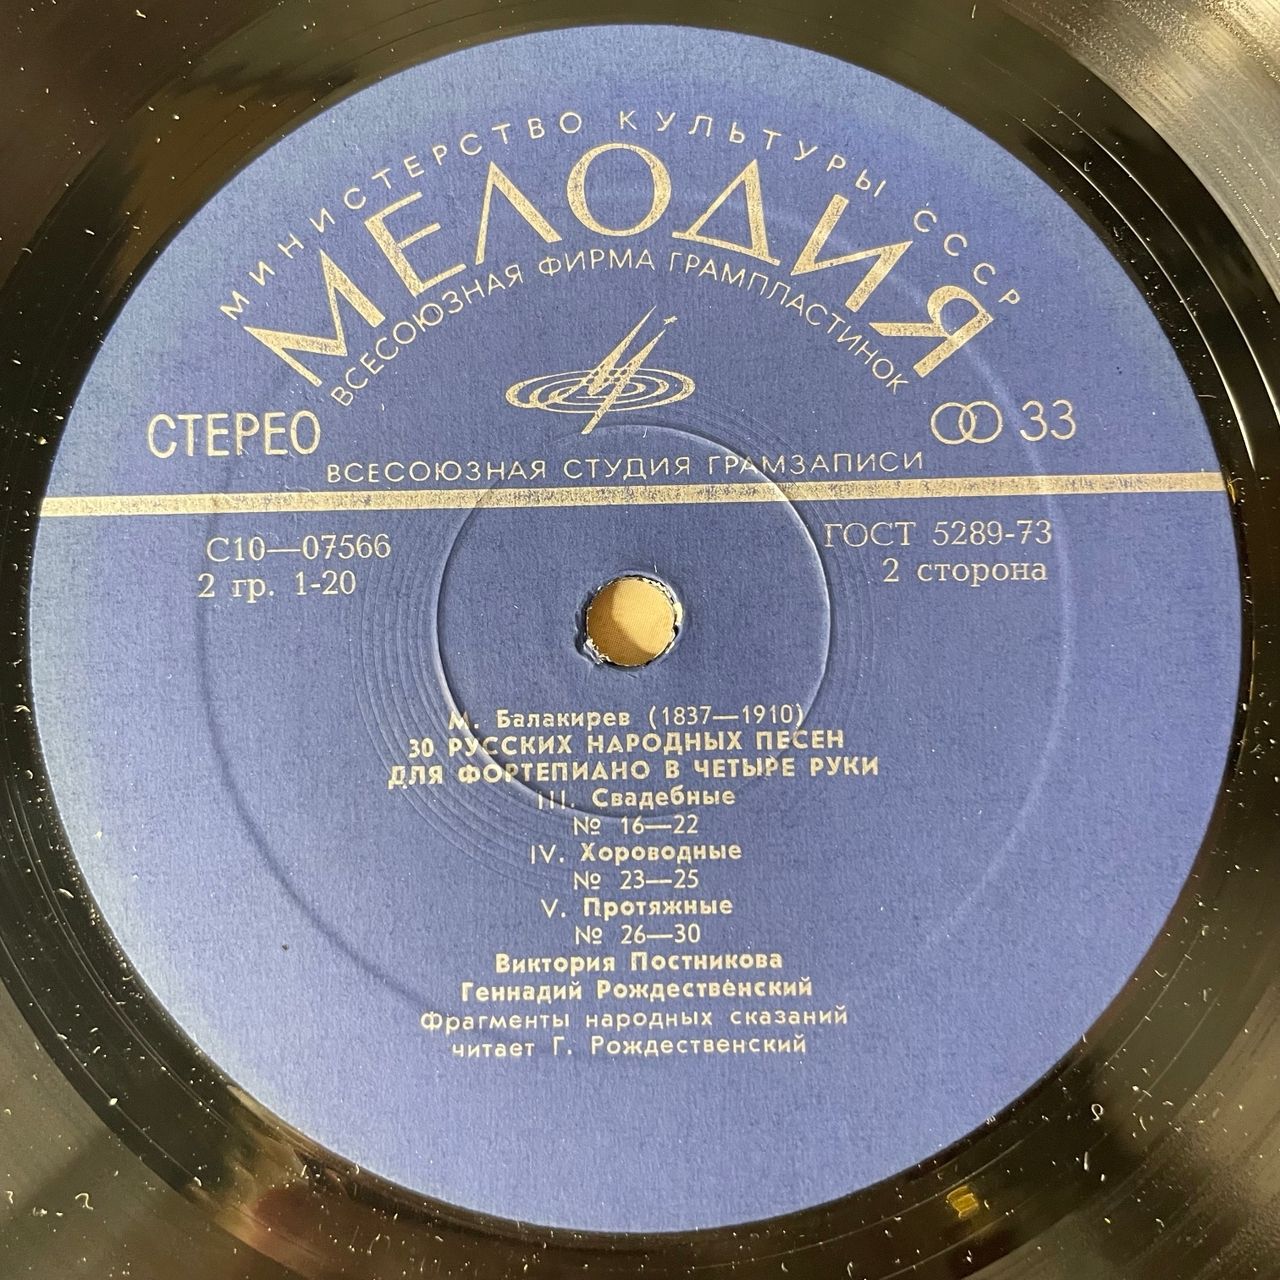 МИНИСТЕРСТВО КУЛЬТУРЫ СССР
МЕЛОДИЯ
ВСЕСОЮЗНАЯ ФИРМА ГРАМПЛАСТИНОК
СТЕРЕО
33
ВСЕСОЮЗНАЯ СТУДИЯ ГРАМЗАПИСИ
С10—07566
ГОСТ 5289-73
2 гр. 1-20
2 сторона
М. Балакирев (1837—1910)
30 РУССКИХ НАРОДНЫХ ПЕСЕН
ДЛЯ ФОРТЕПИАНО В ЧЕТЫРЕ РУКИ
III. Свадебные
№ 16—22
IV. Хороводные
№ 23—25
V. Протяжные
№ 26—30
Виктория Постникова
Геннадий Рождественский
Фрагменты народных сказаний
читает Г. Рождественский